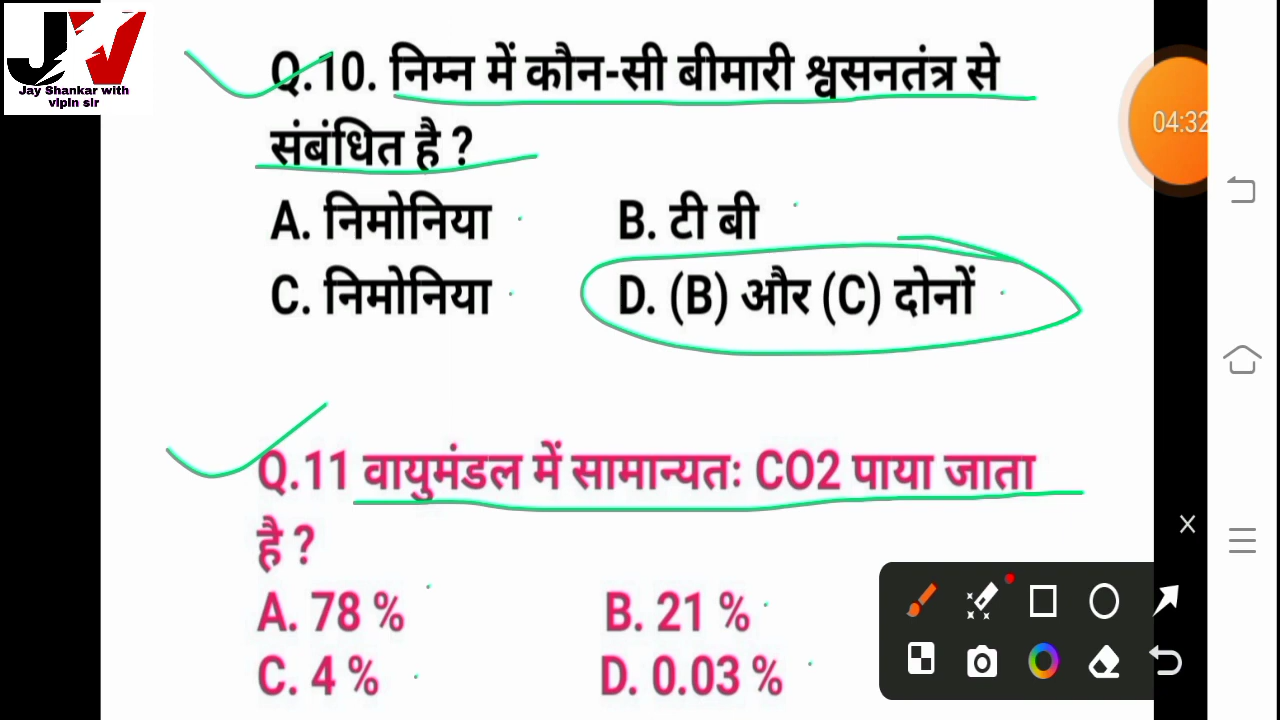 Jay Shankar with
vipin sir
Q.10. निम्न में कौन-सी बीमारी श्वसनतंत्र से
संबंधित है ?
A. निमोनिया B. टी बी
C. निमोनिया D. (B) और (C) दोनों
04:32
Q.11 वायुमंडल में सामान्यतः CO2 पाया जाता
है ?
A. 78 % B. 21 %
C. 4 % D. 0.03 %